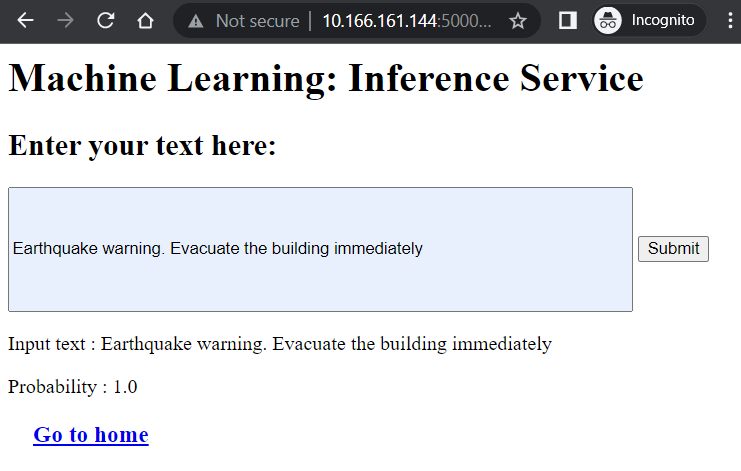 Not secure | 10.166.161.144:5000... Incognito
Machine Learning: Inference Service
Enter your text here:
Earthquake warning. Evacuate the building immediately Submit
Input text : Earthquake warning. Evacuate the building immediately
Probability : 1.0
Go to home